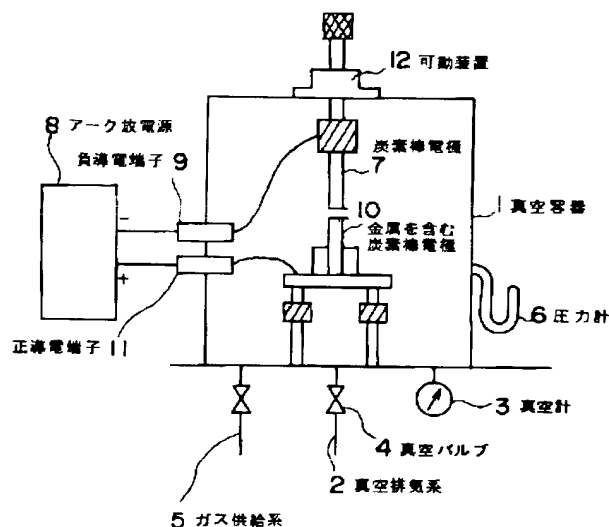 12 可動装置
8 アーク放電源
負導電端子 9
炭素棒電極
7
10
金属を含む
炭素棒電極
1 真空容器
−
+
6 圧力計
正導電端子 11
3 真空計
4 真空バルブ
2 真空排気系
5 ガス供給系